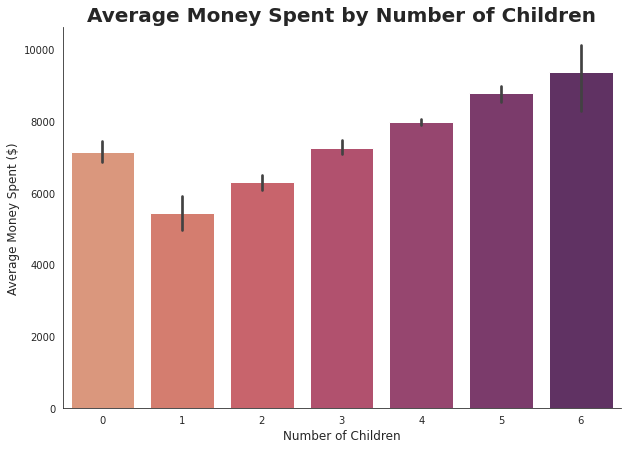 Average Money Spent by Number of Children
10000
8000
6000
4000
2000
0
Average Money Spent ($)
0 1 2 3 4 5 6
Number of Children